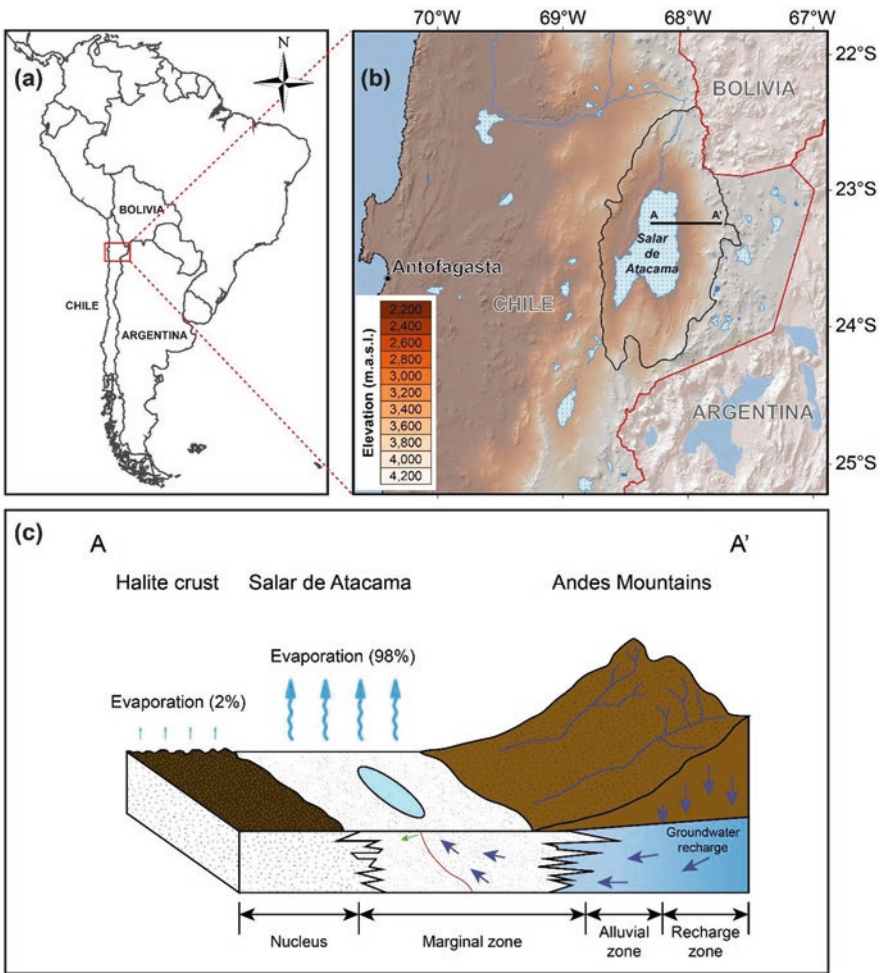 (a)
N
BOLIVIA
CHILE
ARGENTINA
70°W
69°W
68°W
67°W
(b)
22°S
BOLIVIA
23°S
A
A'
Salar
de
Atacama
Antofagasta
CHILE
24°S
ARGENTINA
25°S
Elevation (m.a.s.l.)
2,200
2,400
2,600
2,800
3,000
3,200
3,400
3,600
3,800
4,000
4,200
(c)
A
A'
Halite crust
Salar de Atacama
Andes Mountains
Evaporation (98%)
Evaporation (2%)
Groundwater
recharge
Nucleus
Marginal zone
Alluvial
zone
Recharge
zone